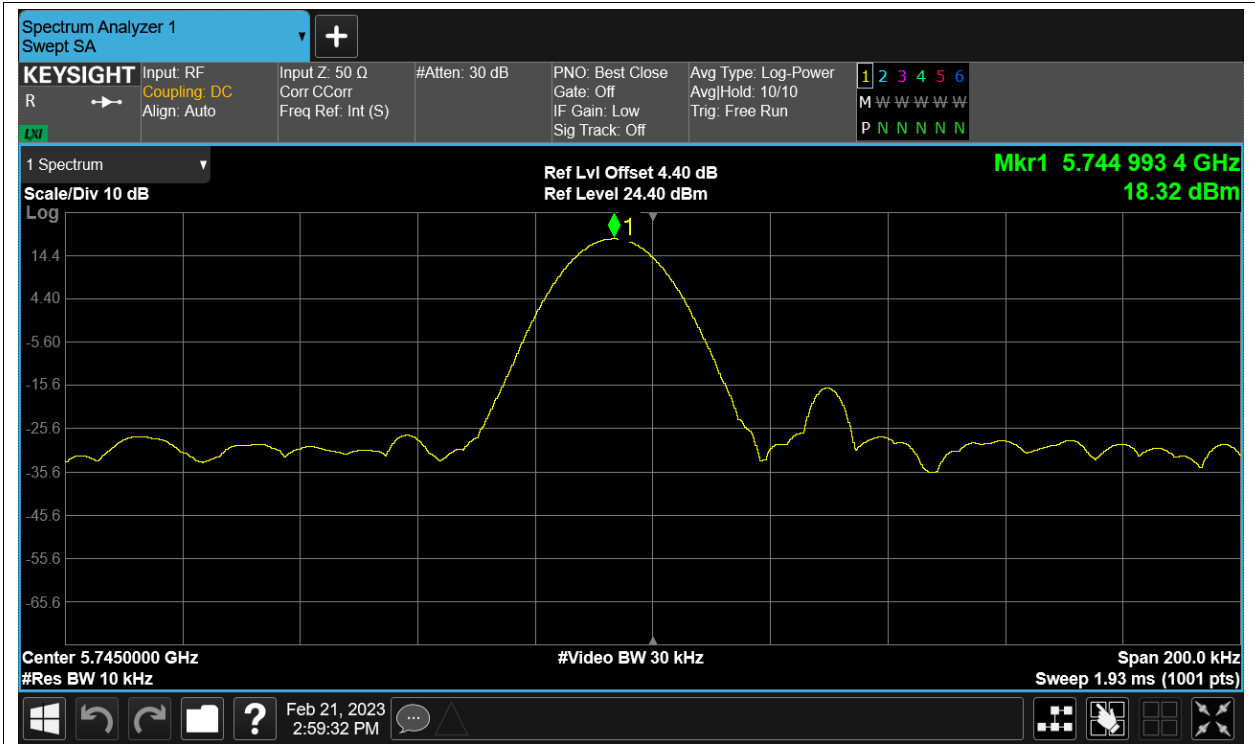 Spectrum Analyzer 1
Swept SA
KEYSIGHT
R
LXI
Input: RF
Coupling: DC
Align: Auto
Input Z: 50 Ω
Corr CCorr
Freq Ref: Int (S)
#Atten: 30 dB
PNO: Best Close
Gate: Off
IF Gain: Low
Sig Track: Off
Avg Type: Log-Power
Avg|Hold: 10/10
Trig: Free Run
1 2 3 4 5 6
M W W W W W
P N N N N N
1 Spectrum
Scale/Div 10 dB
Ref Lvl Offset 4.40 dB
Ref Level 24.40 dBm
Mkr1 5.744 993 4 GHz
18.32 dBm
Log
1
14.4
4.40
-5.60
-15.6
-25.6
-35.6
-45.6
-55.6
-65.6
Center 5.7450000 GHz
#Video BW 30 kHz
Span 200.0 kHz
#Res BW 10 kHz
Sweep 1.93 ms (1001 pts)
?
Feb 21, 2023
2:59:32 PM